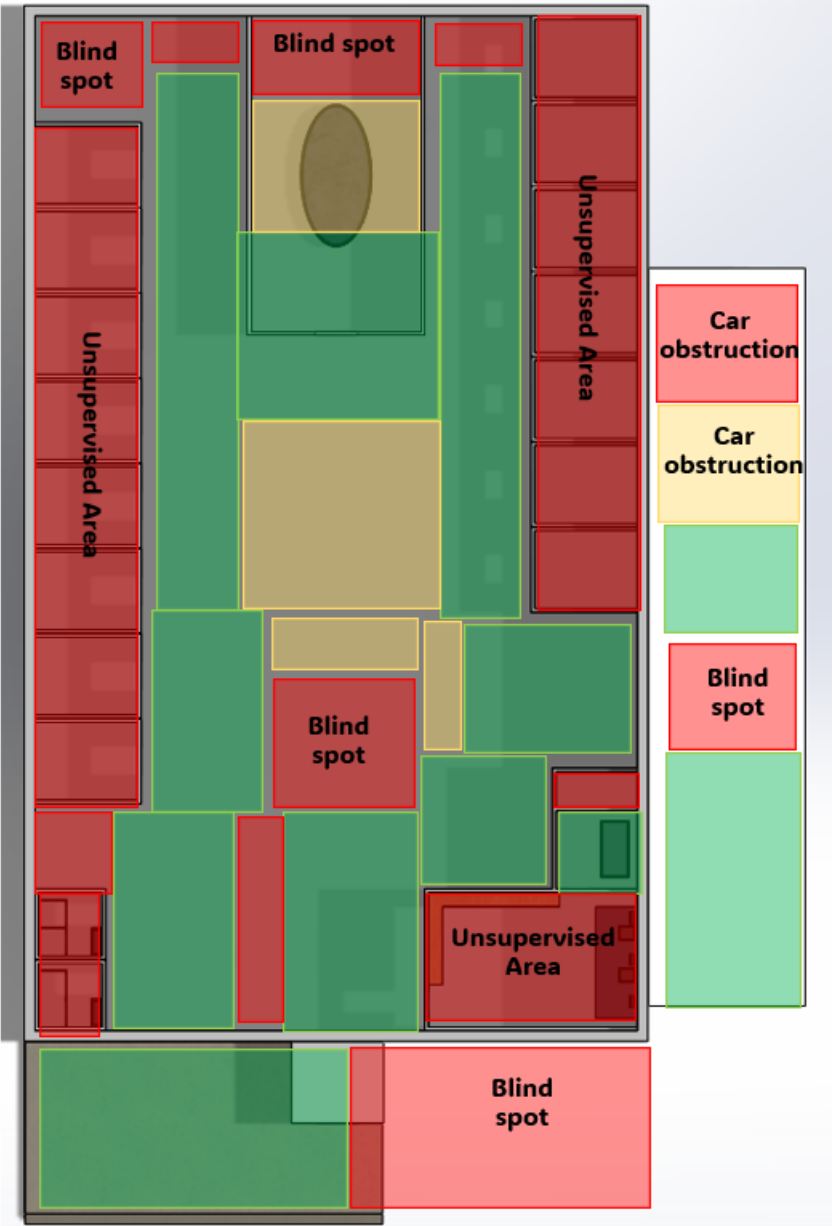 Blind
spot
Blind spot
Unsupervised Area
Unsupervised Area
Car
obstruction
Car
obstruction
Blind
spot
Blind
spot
Unsupervised
Area
Blind
spot